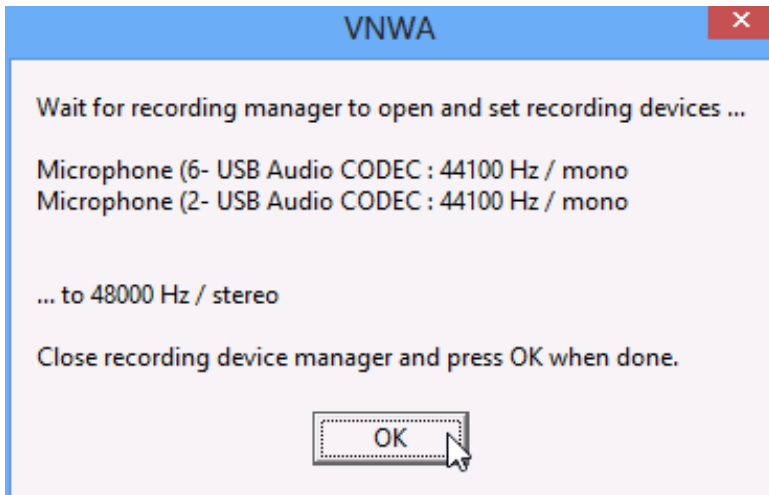 VNWA
Wait for recording manager to open and set recording devices ...
Microphone (6- USB Audio CODEC : 44100 Hz / mono
Microphone (2- USB Audio CODEC : 44100 Hz / mono
... to 48000 Hz / stereo
Close recording device manager and press OK when done.
OK